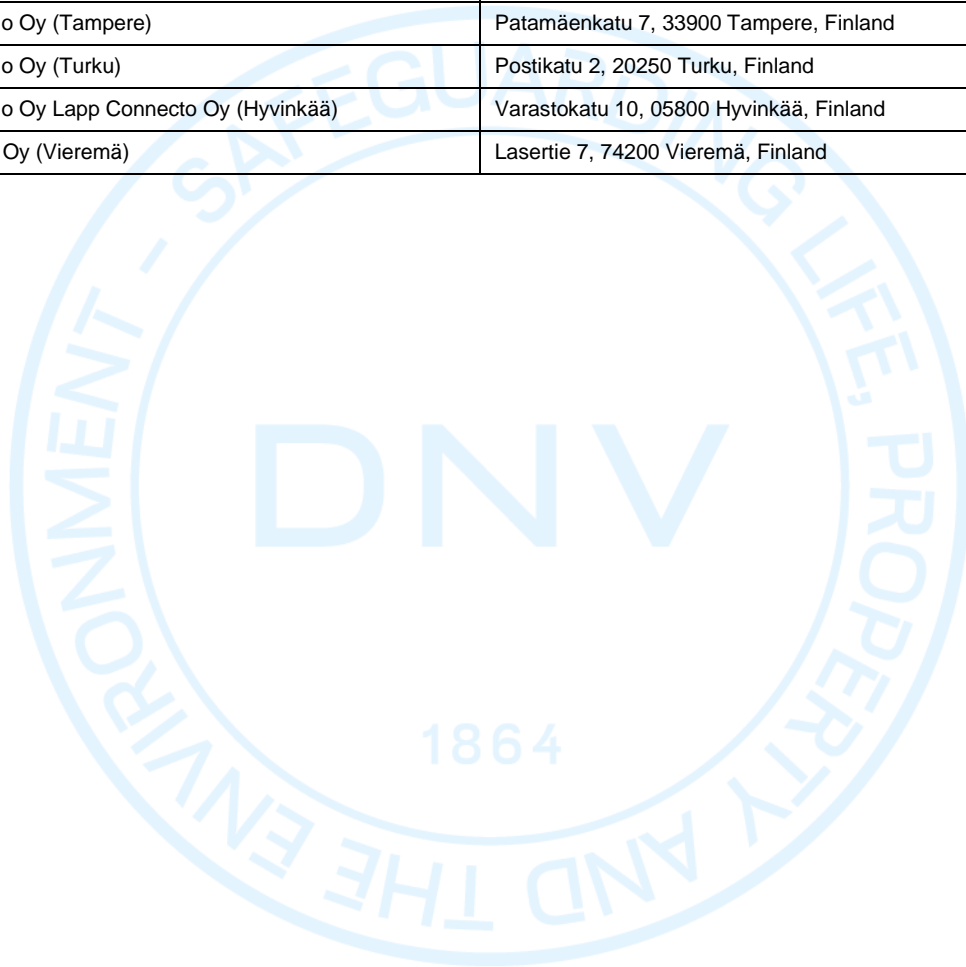 o Oy (Tampere) Patamäenkatu 7, 33900 Tampere, Finland
o Oy (Turku) Postikatu 2, 20250 Turku, Finland
o Oy Lapp Connecto Oy (Hyvinkää) Varastokatu 10, 05800 Hyvinkää, Finland
Oy (Vieremä) Lasertie 7, 74200 Vieremä, Finland
SAFEGUARDING LIFE, PROPERTY AND THE ENVIRONMENT -
DNV
1864